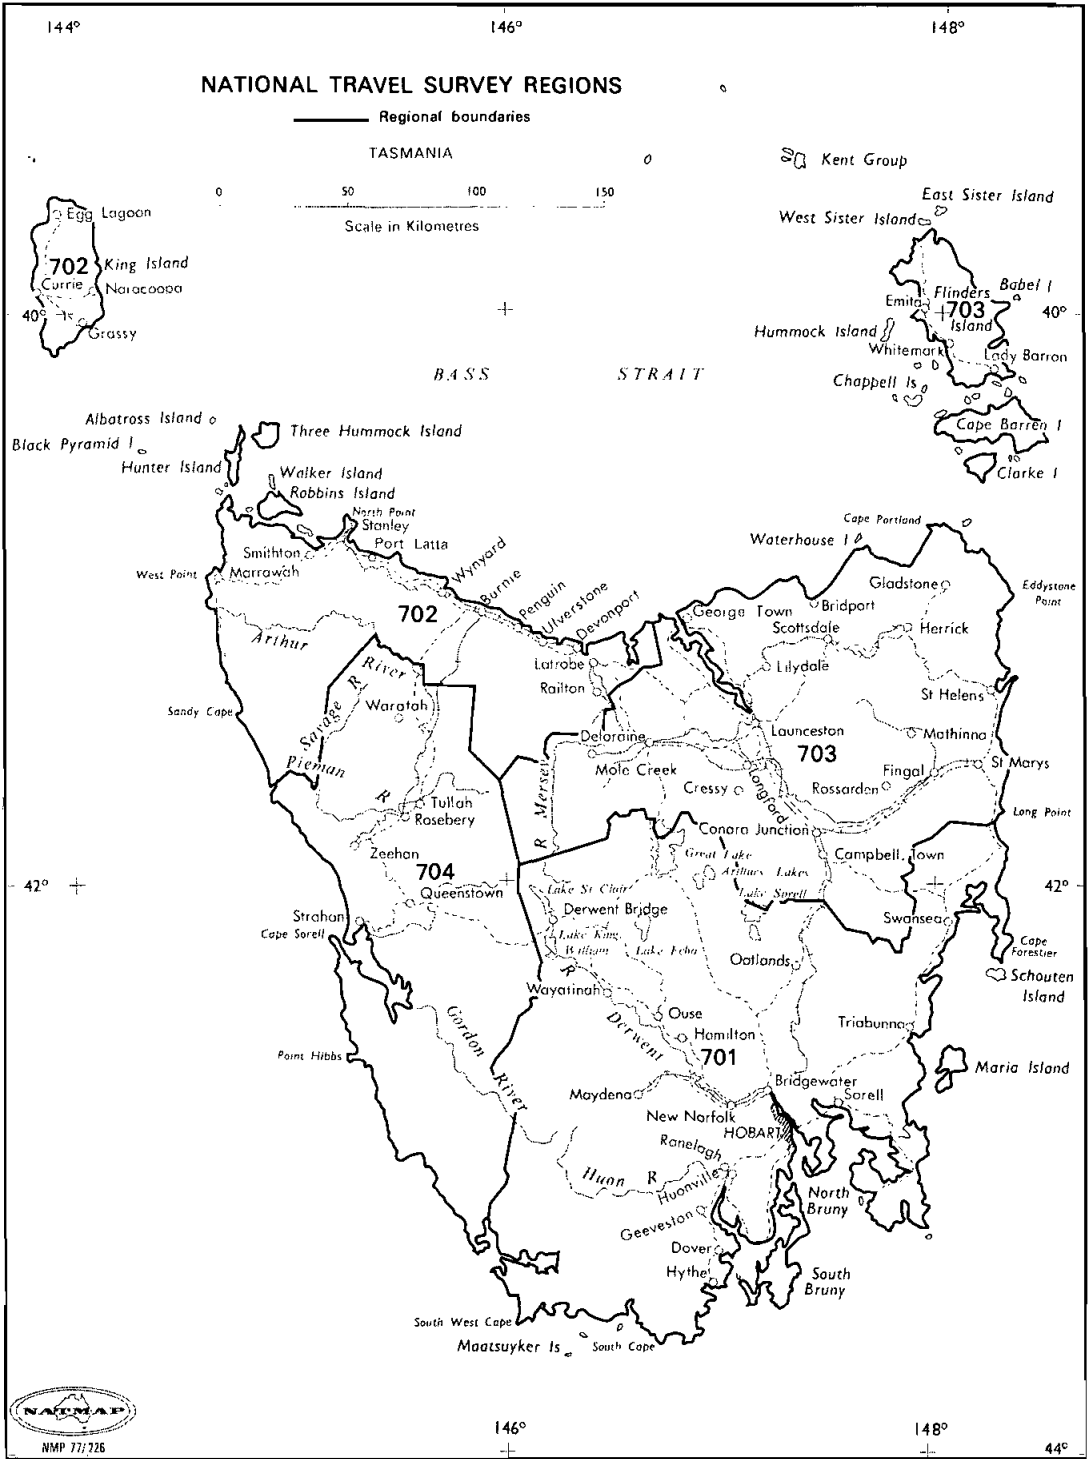 144°
146°
148°
NATIONAL TRAVEL SURVEY REGIONS
Regional boundaries
TASMANIA
0 50 100 150
Scale in Kilometres
Kent Group
East Sister Island
West Sister Island
Egg Lagoon
702
King Island
Currie
Naracoopa
40°
Grassy
Flinders
Babel I
Emita
703
40°
Island
Hummock Island
Whitemark
Lady Barron
BASS STRAIT
Chappell Is
Albatross Island
Three Hummock Island
Black Pyramid I
Hunter Island
Cape Barren I
Clarke I
Walker Island
Robbins Island
North Point
Stanley
Cape Portland
Waterhouse I
Smithton
Port Latta
West Point
Marrawah
Wynyard
Burnie
Penguin
Ulverstone
Devonport
702
Gladstone
Eddystone
Point
George Town
Bridport
Scottsdale
Herrick
Arthur
River
Latrobe
Railton
Lilydale
St Helens
Savage R
Waratah
Sandy Cape
Launceston
Mathinna
703
Deloraine
Mole Creek
Pieman
R
Fingal
St Marys
Cressy
Longford
Rossarden
R Mersey
Tullah
Rosebery
Long Point
Conara Junction
Zeehan
704
Great Lake
Campbell Town
Arthurs Lakes
42°
Lake Sorell
42°
Queenstown
Lake St Clair
Strahan
Derwent Bridge
Swansea
Cape Sorell
Lake King
William
Lake Echo
Cape
Forestier
Oatlands
Schouten
Island
R
Derwent
Wayatinah
Ouse
Triabunna
Gordon
River
Hamilton
701
Point Hibbs
Maria Island
Bridgewater
Maydena
Sorell
New Norfolk
HOBART
Ranelagh
Huon R
Huonville
North
Bruny
Geeveston
Dover
Hythe
South
Bruny
South West Cape
Maatsuyker Is
South Cape
NATMAP
NMP 77/226
146°
148°
44°